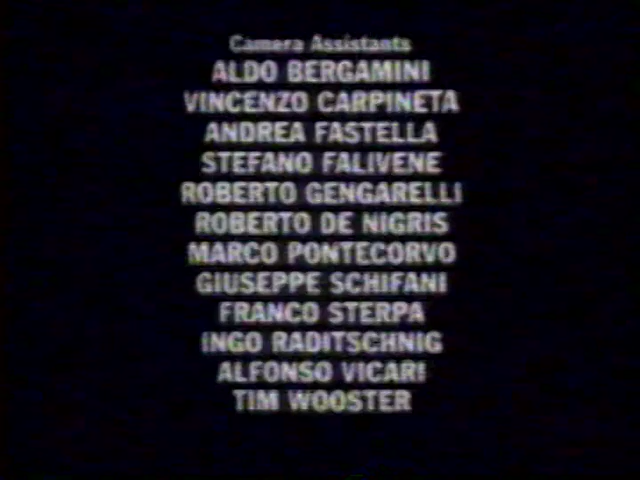 Camera Assistants
ALDO BERGAMINI
VINCENZO CARPINETA
ANDREA FASTELLA
STEFANO FALIVENE
ROBERTO GENGARELLI
ROBERTO DE NIGRIS
MARCO PONTECORVO
GIUSEPPE SCHIFANI
FRANCO STERPA
INGO RADITSCHNIG
ALFONSO VICARI
TIM WOOSTER